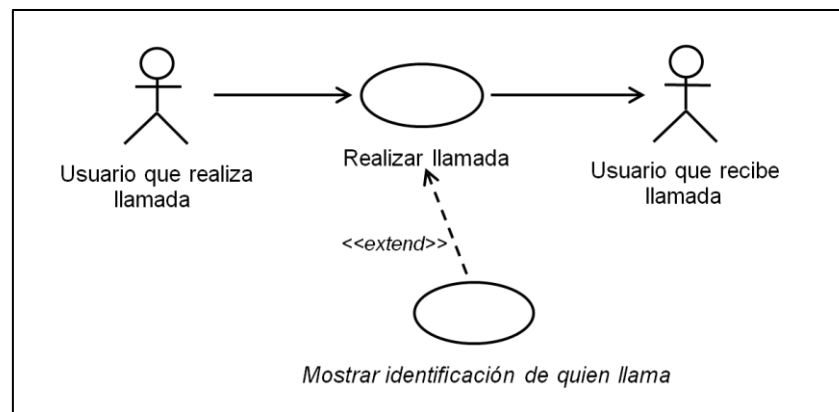 Usuario que realiza
llamada
Realizar llamada
Usuario que recibe
llamada
<<extend>>
Mostrar identificación de quien llama